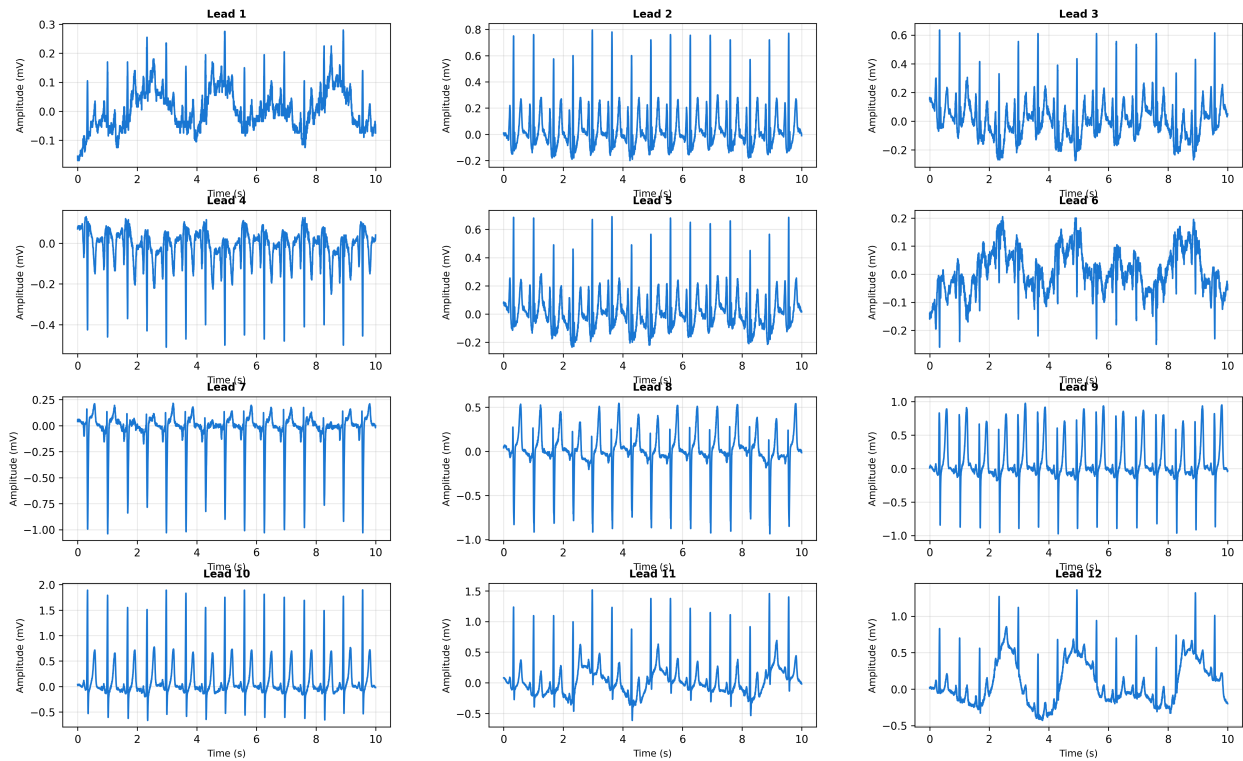 Lead 1
Lead 2
Lead 3
0.3
0.2
0.1
0.0
−0.1
Amplitude (mV)
0 2 4 6 8 10
Time (s)
0.8
0.6
0.4
0.2
0.0
−0.2
Amplitude (mV)
0 2 4 6 8 10
Time (s)
0.6
0.4
0.2
0.0
−0.2
Amplitude (mV)
0 2 4 6 8 10
Time (s)
Lead 4
Lead 5
Lead 6
0.0
−0.2
−0.4
Amplitude (mV)
0 2 4 6 8 10
Time (s)
0.6
0.4
0.2
0.0
−0.2
Amplitude (mV)
0 2 4 6 8 10
Time (s)
0.2
0.1
0.0
−0.1
−0.2
Amplitude (mV)
0 2 4 6 8 10
Time (s)
Lead 7
Lead 8
Lead 9
0.25
0.00
−0.25
−0.50
−0.75
−1.00
Amplitude (mV)
0 2 4 6 8 10
Time (s)
0.5
0.0
−0.5
−1.0
Amplitude (mV)
0 2 4 6 8 10
Time (s)
1.0
0.5
0.0
−0.5
−1.0
Amplitude (mV)
0 2 4 6 8 10
Time (s)
Lead 10
Lead 11
Lead 12
2.0
1.5
1.0
0.5
0.0
−0.5
Amplitude (mV)
0 2 4 6 8 10
Time (s)
1.5
1.0
0.5
0.0
−0.5
Amplitude (mV)
0 2 4 6 8 10
Time (s)
1.0
0.5
0.0
−0.5
Amplitude (mV)
0 2 4 6 8 10
Time (s)